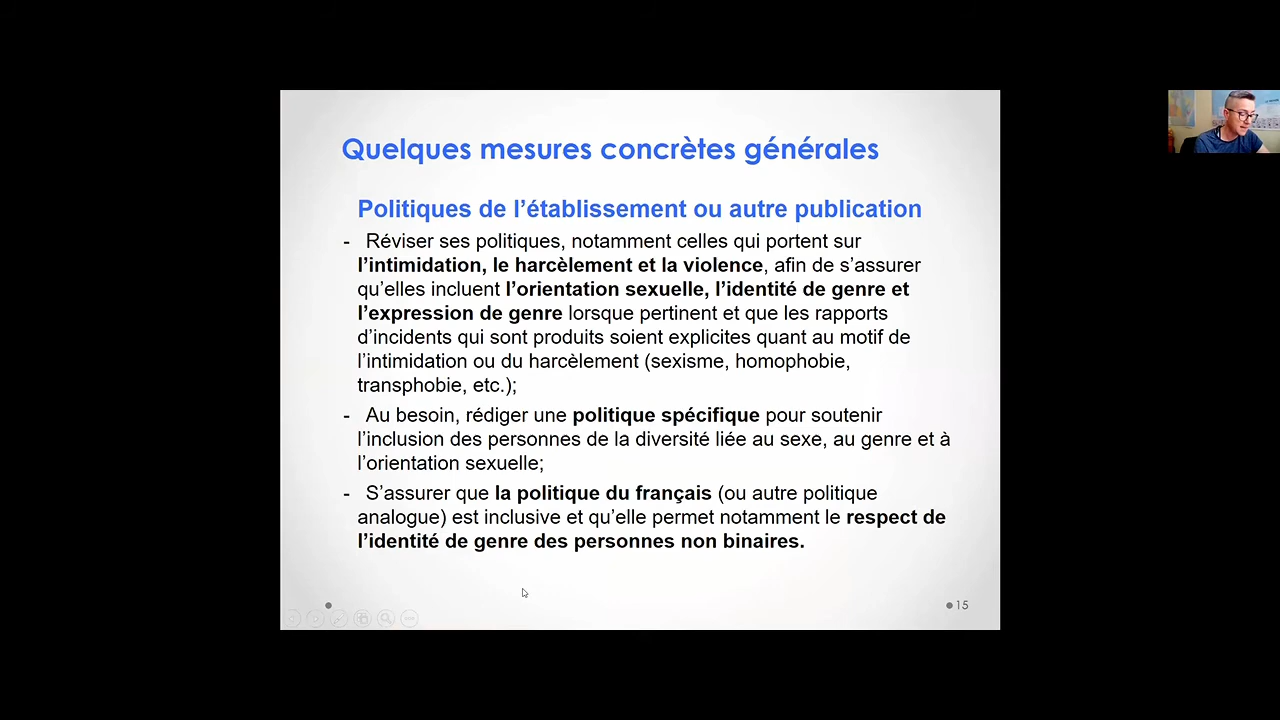 Quelques mesures concrètes générales
Politiques de l’établissement ou autre publication
- Réviser ses politiques, notamment celles qui portent sur
l’intimidation, le harcèlement et la violence, afin de s’assurer
qu’elles incluent l’orientation sexuelle, l’identité de genre et
l’expression de genre lorsque pertinent et que les rapports
d’incidents qui sont produits soient explicites quant au motif de
l’intimidation ou du harcèlement (sexisme, homophobie,
transphobie, etc.);
- Au besoin, rédiger une politique spécifique pour soutenir
l’inclusion des personnes de la diversité liée au sexe, au genre et à
l’orientation sexuelle;
- S’assurer que la politique du français (ou autre politique
analogue) est inclusive et qu’elle permet notamment le respect de
l’identité de genre des personnes non binaires.
15